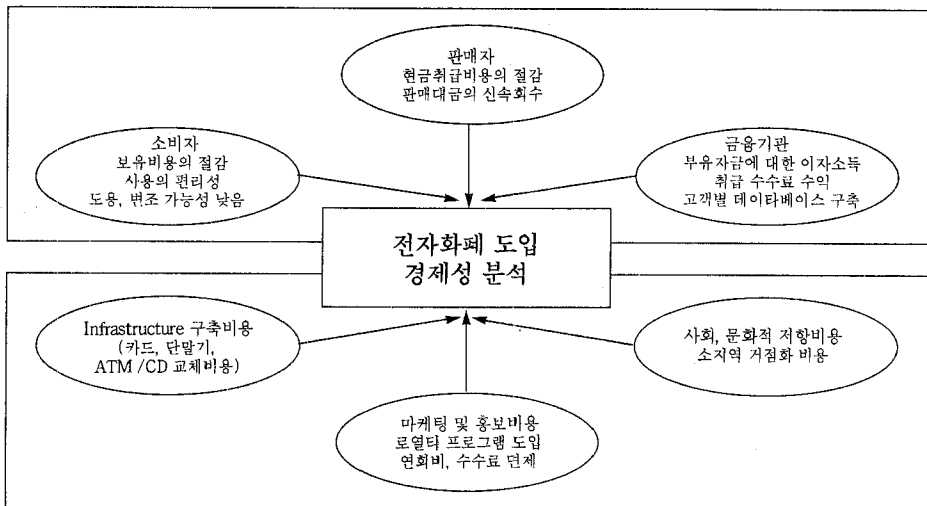 판매자
현금취급비용의 절감
판매대금의 신속회수
소비자
보유비용의 절감
사용의 편리성
도용, 변조 가능성 낮음
금융기관
부유자금에 대한 이자소득
취급 수수료 수익
고객별 데이타베이스 구축
전자화폐 도입
경제성 분석
Infrastructure 구축비용
(카드, 단말기,
ATM /CD 교체비용)
사회, 문화적 저항비용
소지역 거점화 비용
마케팅 및 홍보비용
로열타 프로그램 도입
연회비, 수수료 면제